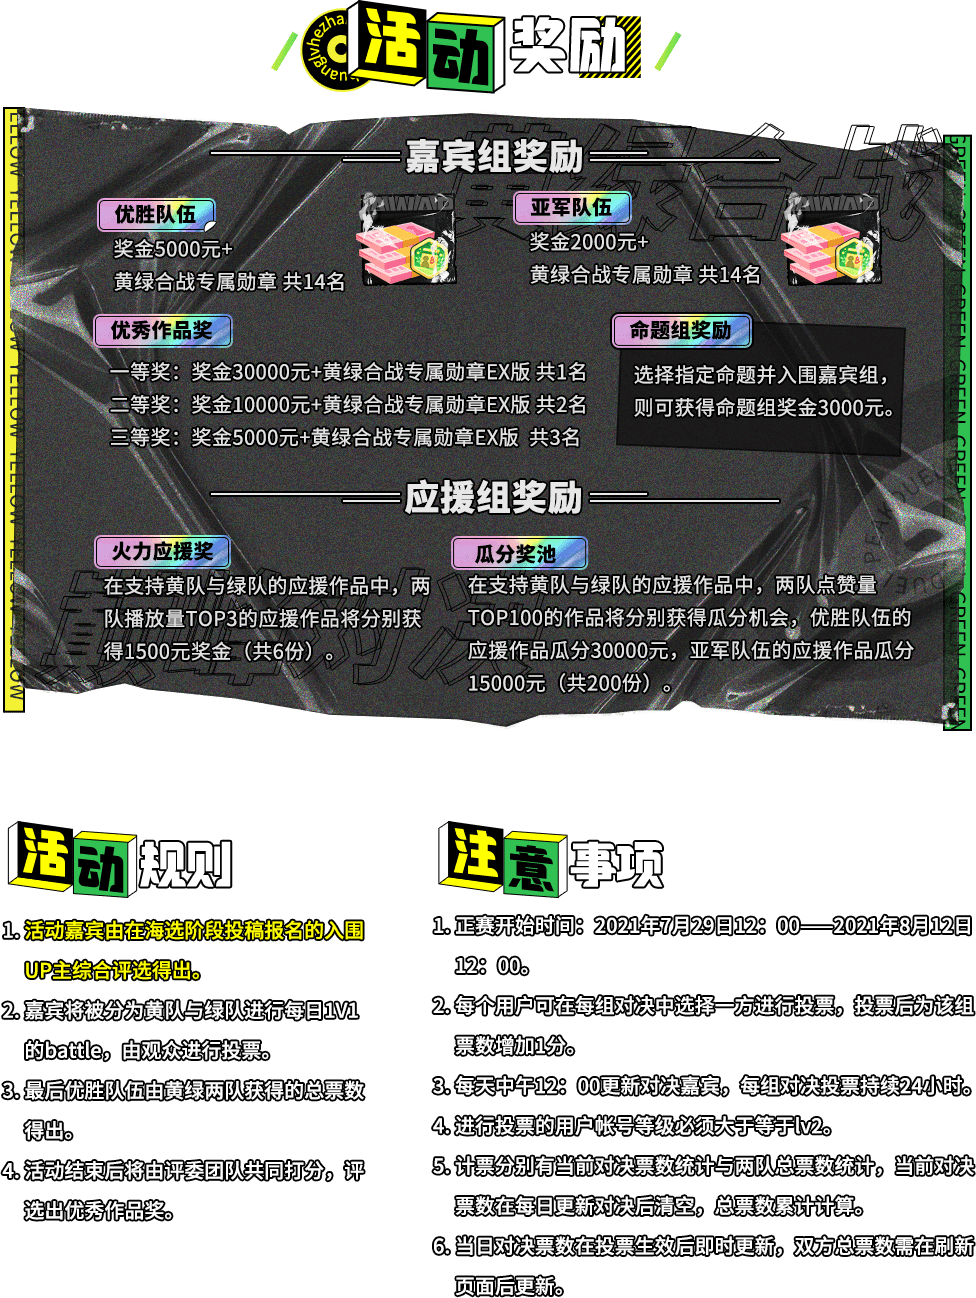 活动奖励
嘉宾组奖励
优胜队伍
奖金5000元+
黄绿合战专属勋章 共14名
亚军队伍
奖金2000元+
黄绿合战专属勋章 共14名
优秀作品奖
一等奖：奖金30000元+黄绿合战专属勋章EX版 共1名
二等奖：奖金10000元+黄绿合战专属勋章EX版 共2名
三等奖：奖金5000元+黄绿合战专属勋章EX版 共3名
命题组奖励
选择指定命题并入围嘉宾组，
则可获得命题组奖金3000元。
应援组奖励
火力应援奖
在支持黄队与绿队的应援作品中，两
队播放量TOP3的应援作品将分别获
得1500元奖金（共6份）。
瓜分奖池
在支持黄队与绿队的应援作品中，两队点赞量
TOP100的作品将分别获得瓜分机会，优胜队伍的
应援作品瓜分30000元，亚军队伍的应援作品瓜分
15000元（共200份）。
YELLOW YELLOW YELLOW YELLOW YELLOW YELLOW YELLOW
GREEN GREEN GREEN GREEN GREEN GREEN GREEN GREEN
活动规则
1. 活动嘉宾由在海选阶段投稿报名的入围
UP主综合评选得出。
2. 嘉宾将被分为黄队与绿队进行每日1V1
的battle，由观众进行投票。
3. 最后优胜队伍由黄绿两队获得的总票数
得出。
4. 活动结束后将由评委团队共同打分，评
选出优秀作品奖。
注意事项
1. 正赛开始时间：2021年7月29日12：00——2021年8月12日
12：00。
2. 每个用户可在每组对决中选择一方进行投票，投票后为该组
票数增加1分。
3. 每天中午12：00更新对决嘉宾，每组对决投票持续24小时。
4. 进行投票的用户帐号等级必须大于等于lv2。
5. 计票分别有当前对决票数统计与两队总票数统计，当前对决
票数在每日更新对决后清空，总票数累计计算。
6. 当日对决票数在投票生效后即时更新，双方总票数需在刷新
页面后更新。